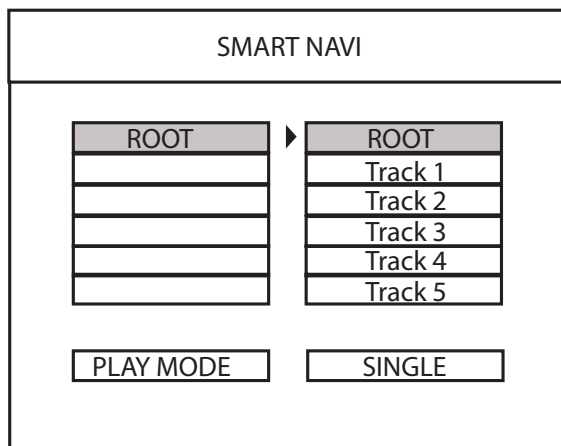 SMART NAVI
ROOT ROOT
Track 1
Track 2
Track 3
Track 4
Track 5
PLAY MODE SINGLE